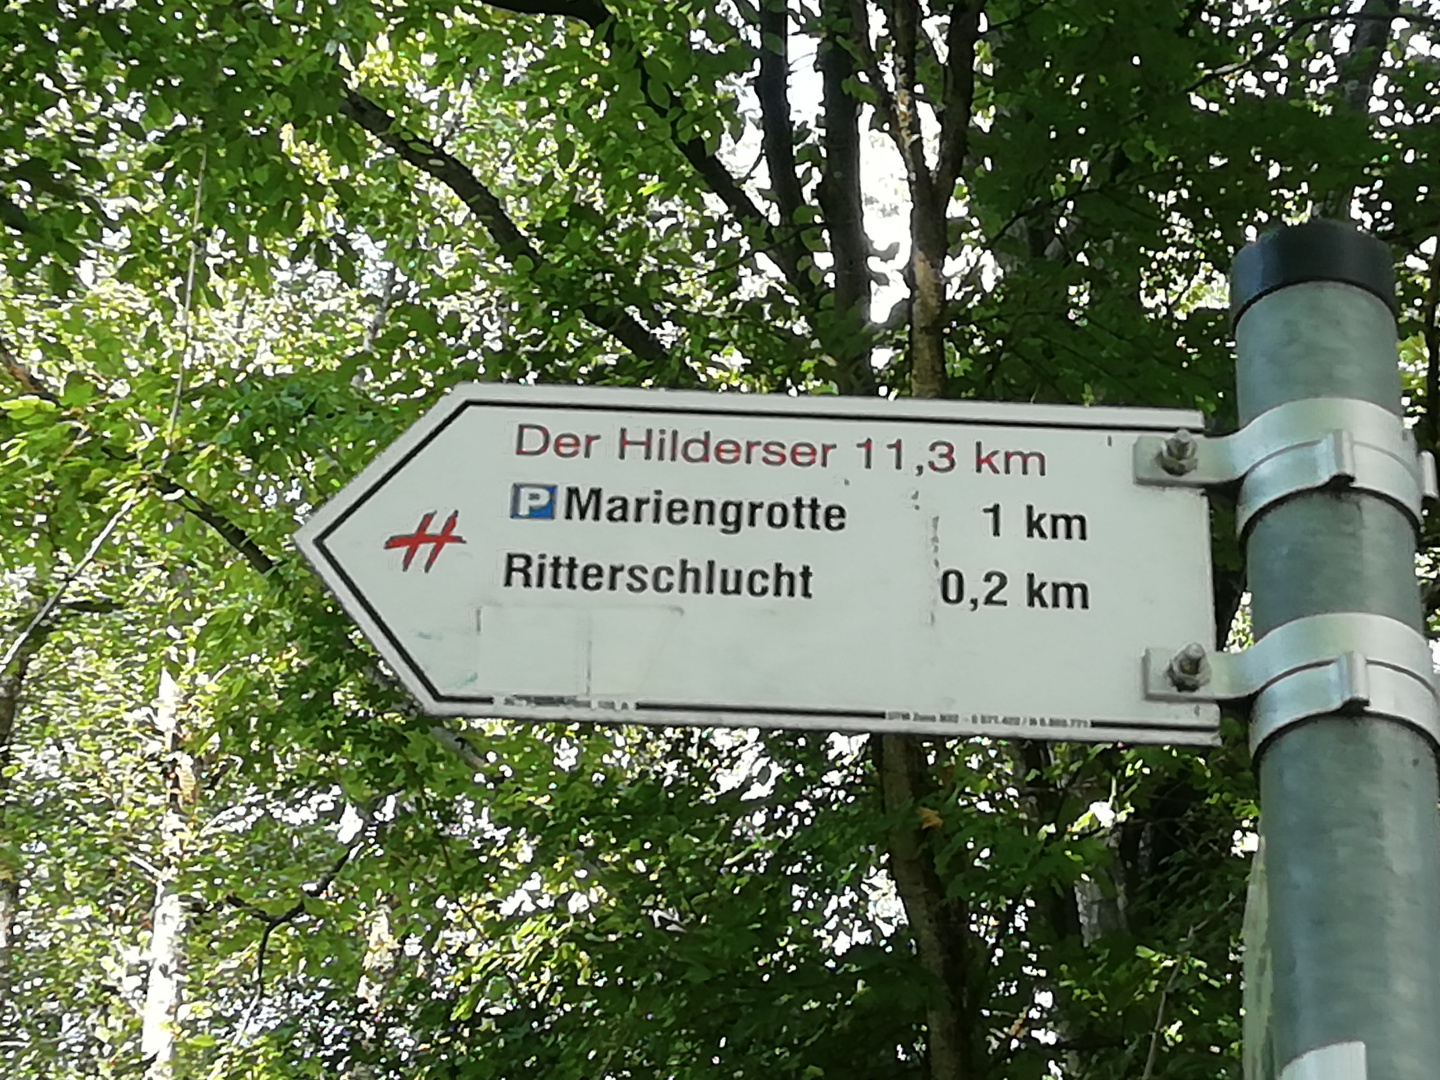 Der Hilderser 11,3 km
P Mariengrotte 1 km
H
Ritterschlucht 0,2 km